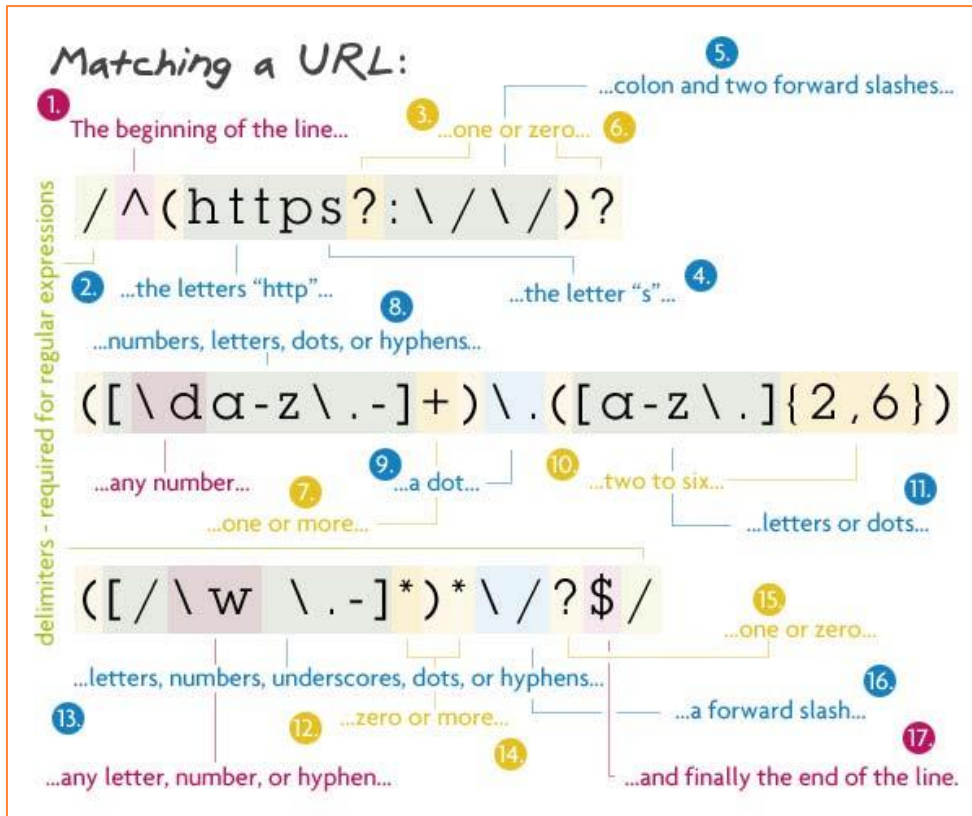 Matching a URL:
5.
...colon and two forward slashes...
1.
The beginning of the line...
3.
...one or zero...
6.
/^(https?:\/\/)?
2.
...the letters “http”...
...the letter “s”...
4.
8.
...numbers, letters, dots, or hyphens...
([\da-z\.-]+)\.([a-z\.]{2,6})
...any number...
7.
...one or more...
9.
...a dot...
10.
...two to six...
11.
...letters or dots...
delimiters - required for regular expressions
([/\w \.-]*)*\/?$/
15.
...one or zero...
...letters, numbers, underscores, dots, or hyphens...
16.
13.
12.
...zero or more...
14.
...a forward slash...
17.
...any letter, number, or hyphen...
...and finally the end of the line.